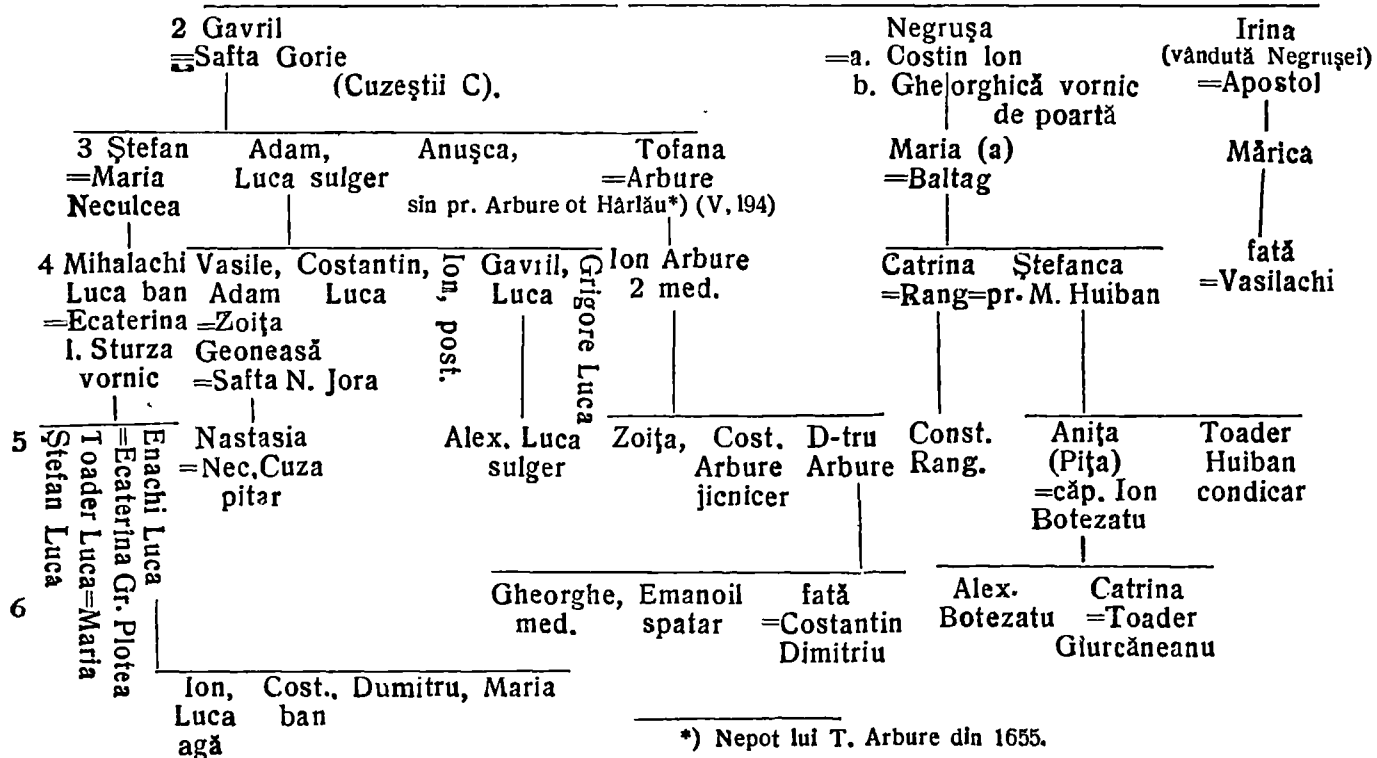 2 Gavril Negruşa Irina
=Safta Gorie =a. Costin Ion (vândută Negruşei)
(Cuzeştii C). b. Gheorghică vornic =Apostol
de poartă
3 Ştefan Adam, Anuşca, Tofana Maria (a) Mărica
=Maria Luca sulger =Arbure =Baltag
Neculcea sin pr. Arbure ot Hârlău*) (V, 194)
4 Mihalachi Vasile, Costantin, Gavril, Ion Arbure Catrina Ştefanca fată
Luca ban Adam Luca Luca 2 med. =Rang=pr. M. Huiban =Vasilachi
=Ecaterina =Zoiţa
I. Sturza Geoneasă
vornic =Safta N. Jora
Ion, post.
Grigore Luca
5 Nastasia Alex. Luca Zoiţa, Cost. D-tru Const. Aniţa Toader
=Nec. Cuza sulger Arbure Arbure Rang. (Piţa) Huiban
pitar jicnicer =căp. Ion condicar
Botezatu
Enachi Luca
=Ecaterina Gr. Plotea
Toader Luca=Maria
Ştefan Luca
6 Gheorghe, Emanoil fată Alex. Catrina
med. spatar =Costantin Botezatu =Toader
Dimitriu Giurcăneanu
Ion, Cost., Dumitru, Maria
Luca ban
agă
*) Nepot lui T. Arbure din 1655.